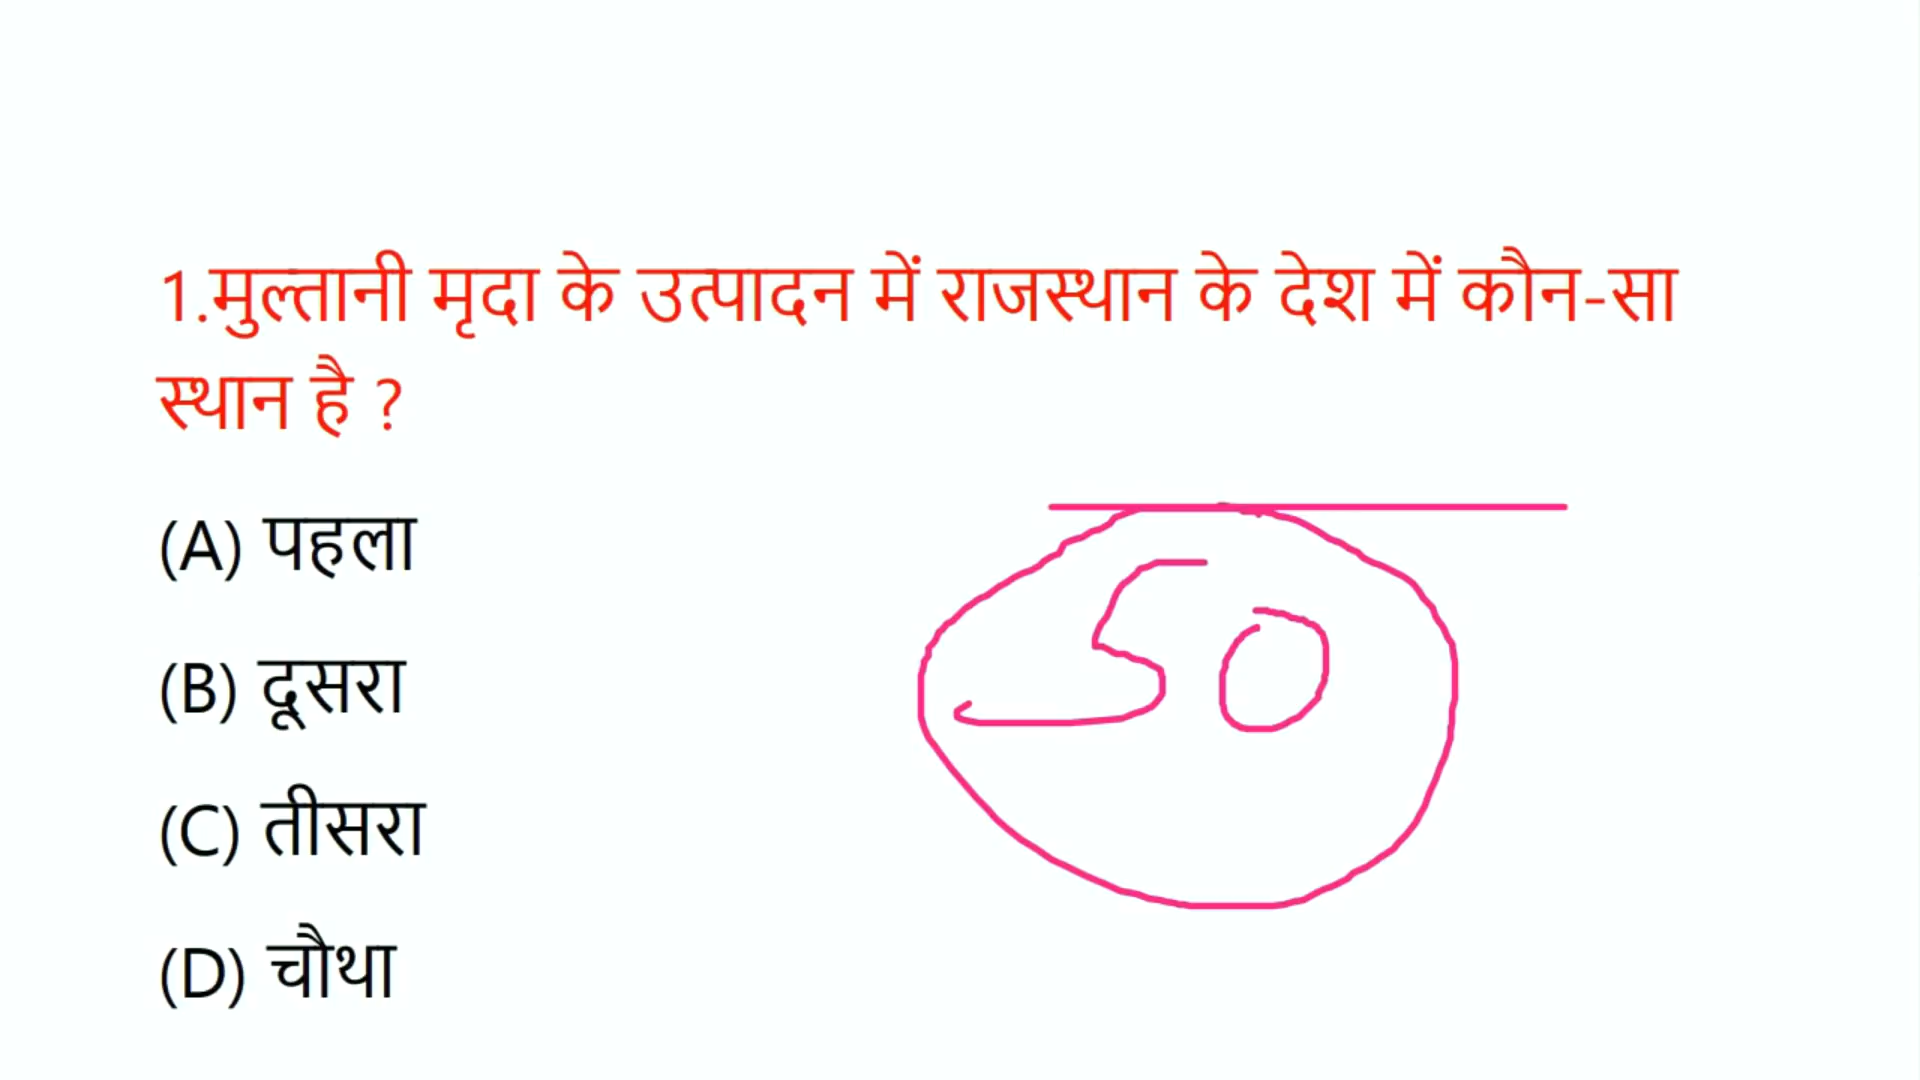 1.मुल्तानी मृदा के उत्पादन में राजस्थान के देश में कौन-सा
स्थान है ?
(A) पहला
(B) दूसरा
(C) तीसरा
(D) चौथा
50